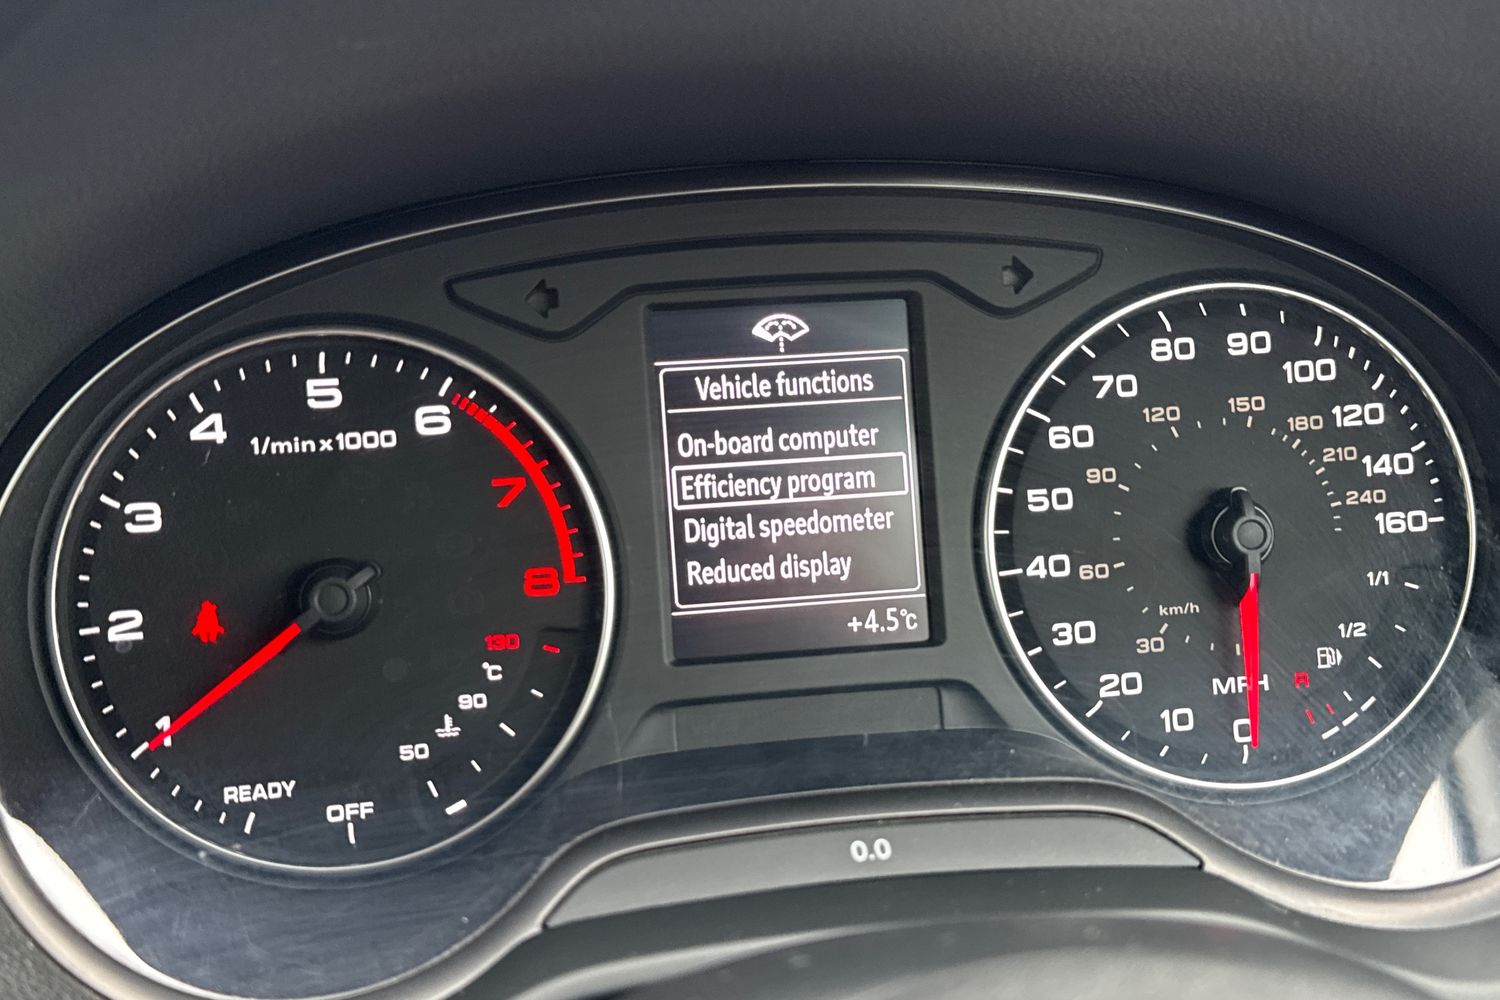 1/min x 1000
1
2
3
4
5
6
7
8
READY
OFF
50
90
130
°C
Vehicle functions
On-board computer
Efficiency program
Digital speedometer
Reduced display
+4.5°C
0.0
0
10
20
30
40
50
60
70
80
90
100
120
140
160
MPH
km/h
30
60
90
120
150
180
210
240
1/1
1/2
R